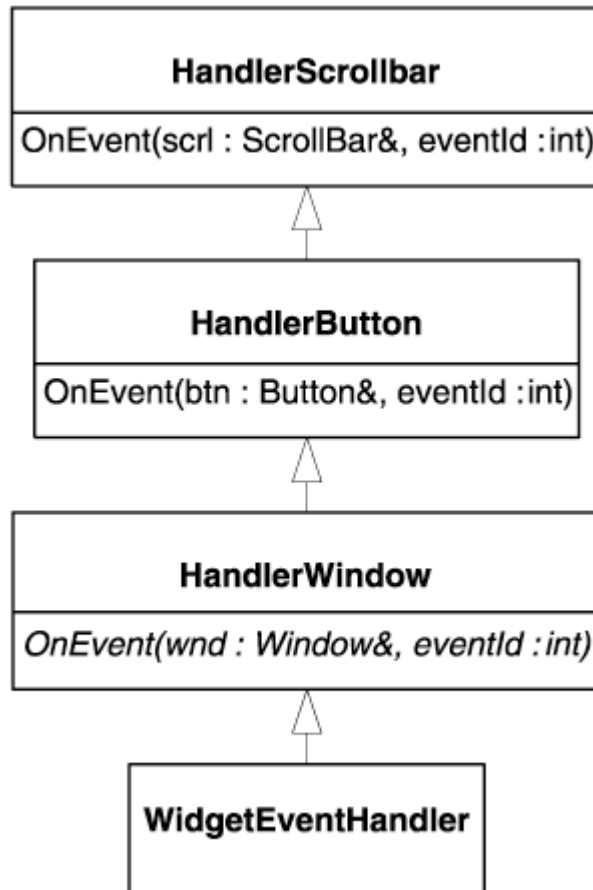 HandlerScrollbar
OnEvent(scrl : ScrollBar&, eventId :int)
HandlerButton
OnEvent(btn : Button&, eventId :int)
HandlerWindow
OnEvent(wnd : Window&, eventId :int)
WidgetEventHandler